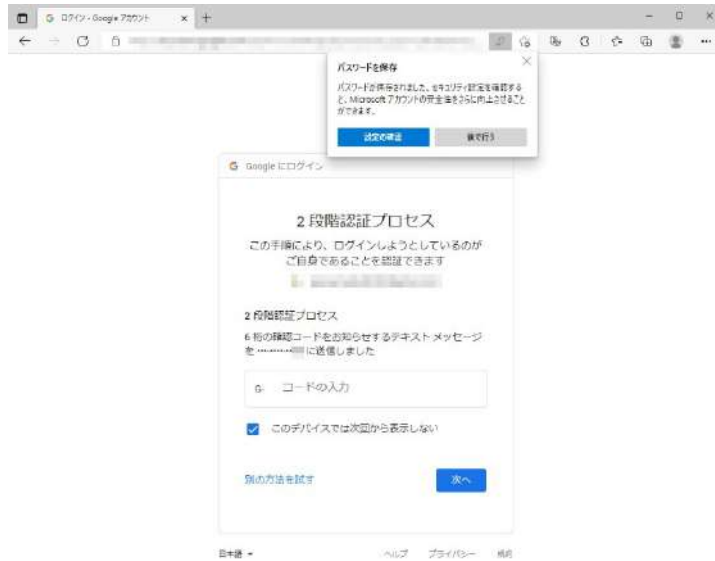 ログイン - Google アカウント
パスワードを保存
パスワードが保存されました。セキュリティ設定を確認する
と、Microsoft アカウントの安全性をさらに向上させること
ができます。
設定の確認
後で行う
Google にログイン
2 段階認証プロセス
この手順により、ログインしようとしているのが
ご自身であることを認証できます
2 段階認証プロセス
6 桁の確認コードをお知らせするテキスト メッセージ
を ············ に送信しました
G-
コードの入力
このデバイスでは次回から表示しない
別の方法を試す
次へ
日本語
ヘルプ
プライバシー
規約